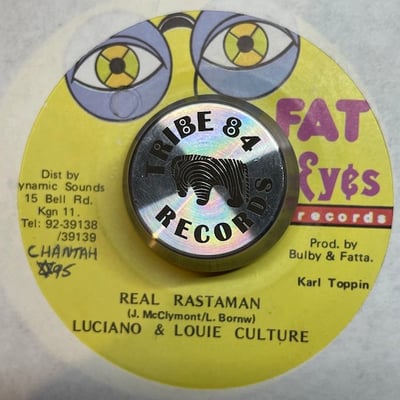 FAT
£y¢s
records
TRIBE 84
RECORDS
Dist by
ynamic Sounds
15 Bell Rd.
Kgn 11.
Tel: 92-39138
/39139
CHANTAH
✡95
Prod. by
Bulby & Fatta.
Karl Toppin
REAL RASTAMAN
(J. McClymont/L. Bornw)
LUCIANO & LOUIE CULTURE